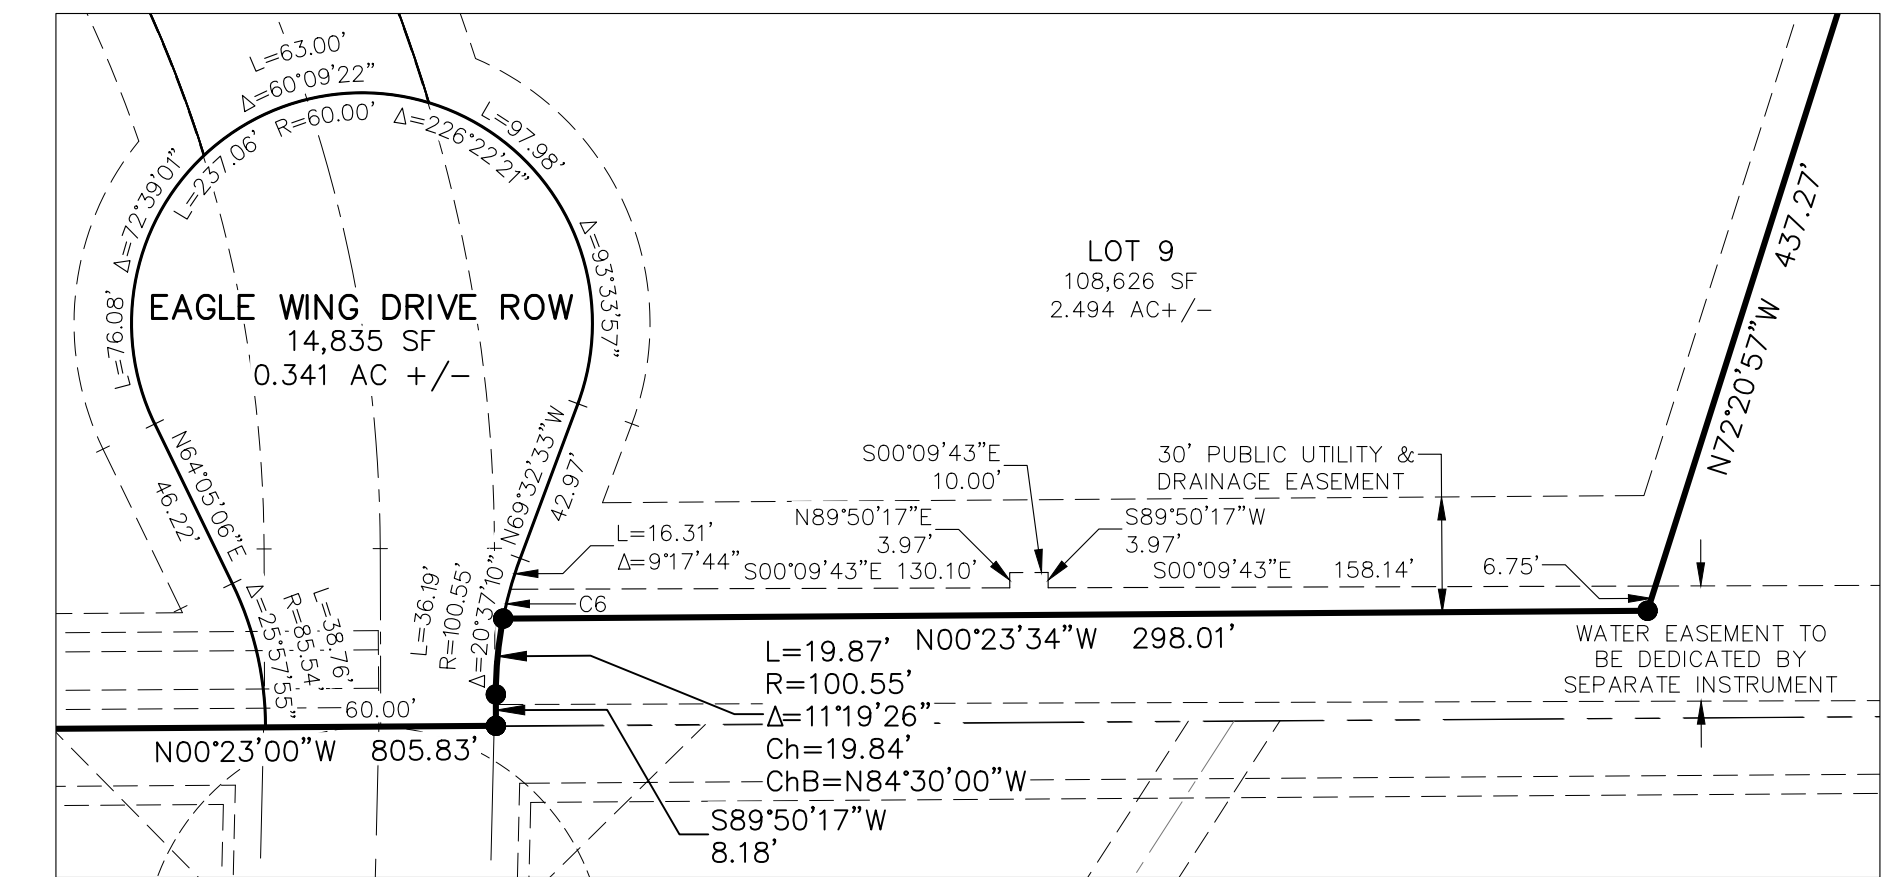 L=63.00'
Δ=60°09'22"
R=60.00'
L=237.06'
Δ=226°22'21"
L=97.98'
Δ=72°39'01"
L=76.08'
Δ=93°33'57"
EAGLE WING DRIVE ROW
14,835 SF
0.341 AC +/-
LOT 9
108,626 SF
2.494 AC+/-
N72°20'57"W 437.27'
N64°05'06"E
46.22'
N69°32'33"W
42.97'
S00°09'43"E
10.00'
30' PUBLIC UTILITY &
DRAINAGE EASEMENT
N89°50'17"E
3.97'
S89°50'17"W
3.97'
L=16.31'
Δ=9°17'44"
S00°09'43"E 130.10'
S00°09'43"E 158.14'
6.75'
C6
L=36.19'
R=100.55'
Δ=20°37'10"
L=38.76'
R=85.54'
Δ=25°57'55"
N00°23'34"W 298.01'
WATER EASEMENT TO
BE DEDICATED BY
SEPARATE INSTRUMENT
L=19.87'
R=100.55'
Δ=11°19'26"
Ch=19.84'
ChB=N84°30'00"W
60.00'
N00°23'00"W 805.83'
S89°50'17"W
8.18'